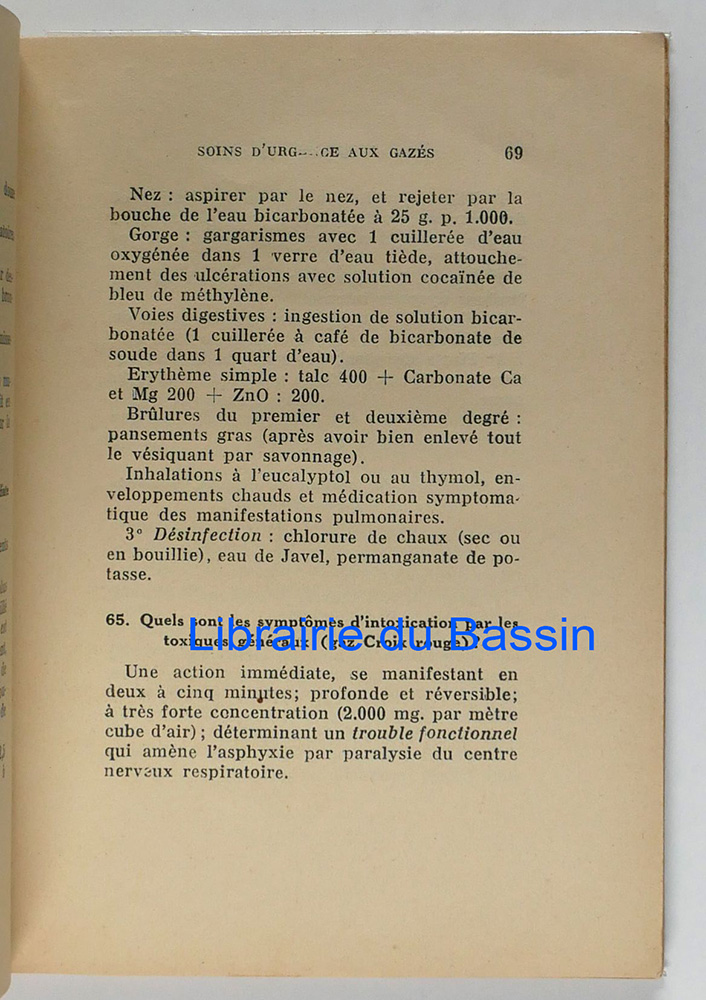 SOINS D'URG—..CE AUX GAZÉS 69
Nez : aspirer par le nez, et rejeter par la
bouche de l'eau bicarbonatée à 25 g. p. 1.000.
Gorge : gargarismes avec 1 cuillerée d'eau
oxygénée dans 1 verre d'eau tiède, attouche-
ment des ulcérations avec solution cocaïnée de
bleu de méthylène.
Voies digestives : ingestion de solution bicar-
bonatée (1 cuillerée à café de bicarbonate de
soude dans 1 quart d'eau).
Erythème simple : talc 400 + Carbonate Ca
et Mg 200 + ZnO : 200.
Brûlures du premier et deuxième degré :
pansements gras (après avoir bien enlevé tout
le vésiquant par savonnage).
Inhalations à l'eucalyptol ou au thymol, en-
veloppements chauds et médication symptoma-
tique des manifestations pulmonaires.
3° Désinfection : chlorure de chaux (sec ou
en bouillie), eau de Javel, permanganate de po-
tasse.
65. Quels sont les symptômes d'intoxication par les
toxiques généraux (gaz Croix rouge) ?
Librairie du Bassin
Une action immédiate, se manifestant en
deux à cinq minutes; profonde et réversible;
à très forte concentration (2.000 mg. par mètre
cube d'air) ; déterminant un trouble fonctionnel
qui amène l'asphyxie par paralysie du centre
nerveux respiratoire.